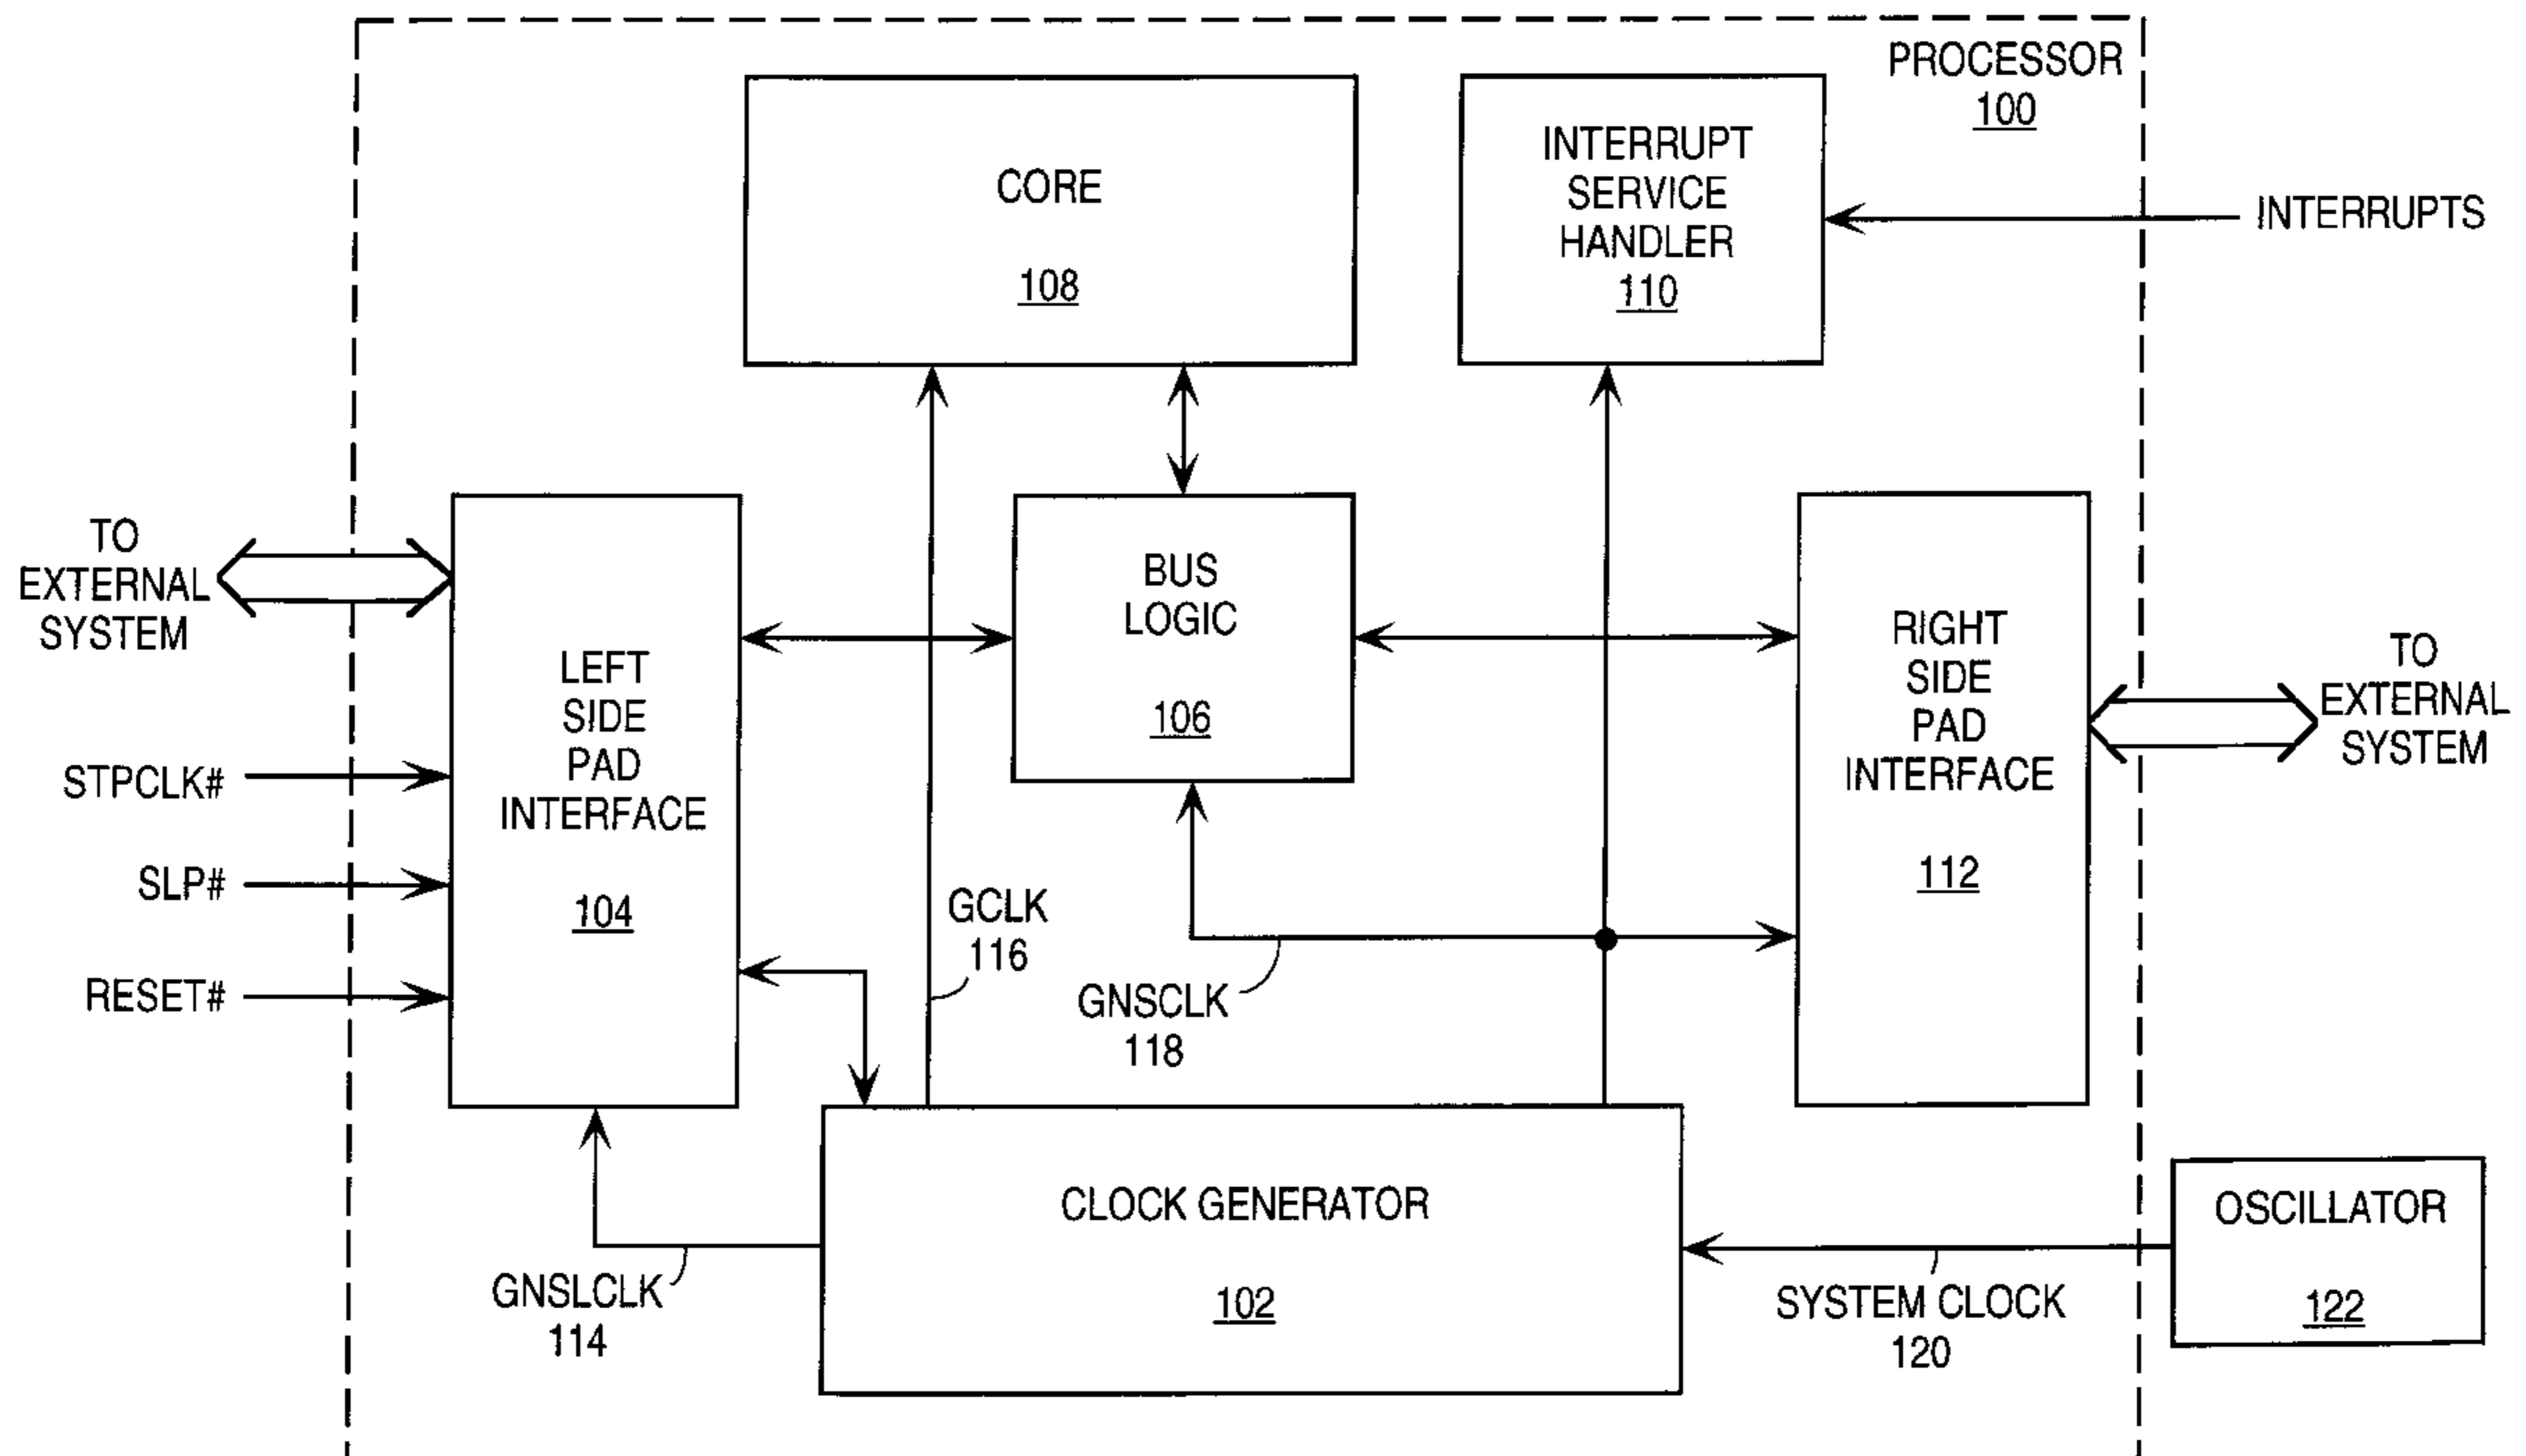 PROCESSOR
100
CORE
108
INTERRUPT
SERVICE
HANDLER
110
INTERRUPTS
TO
EXTERNAL
SYSTEM
LEFT
SIDE
PAD
INTERFACE
104
BUS
LOGIC
106
RIGHT
SIDE
PAD
INTERFACE
112
TO
EXTERNAL
SYSTEM
STPCLK#
SLP#
RESET#
GCLK
116
GNSCLK
118
CLOCK GENERATOR
102
GNSLCLK
114
SYSTEM CLOCK
120
OSCILLATOR
122